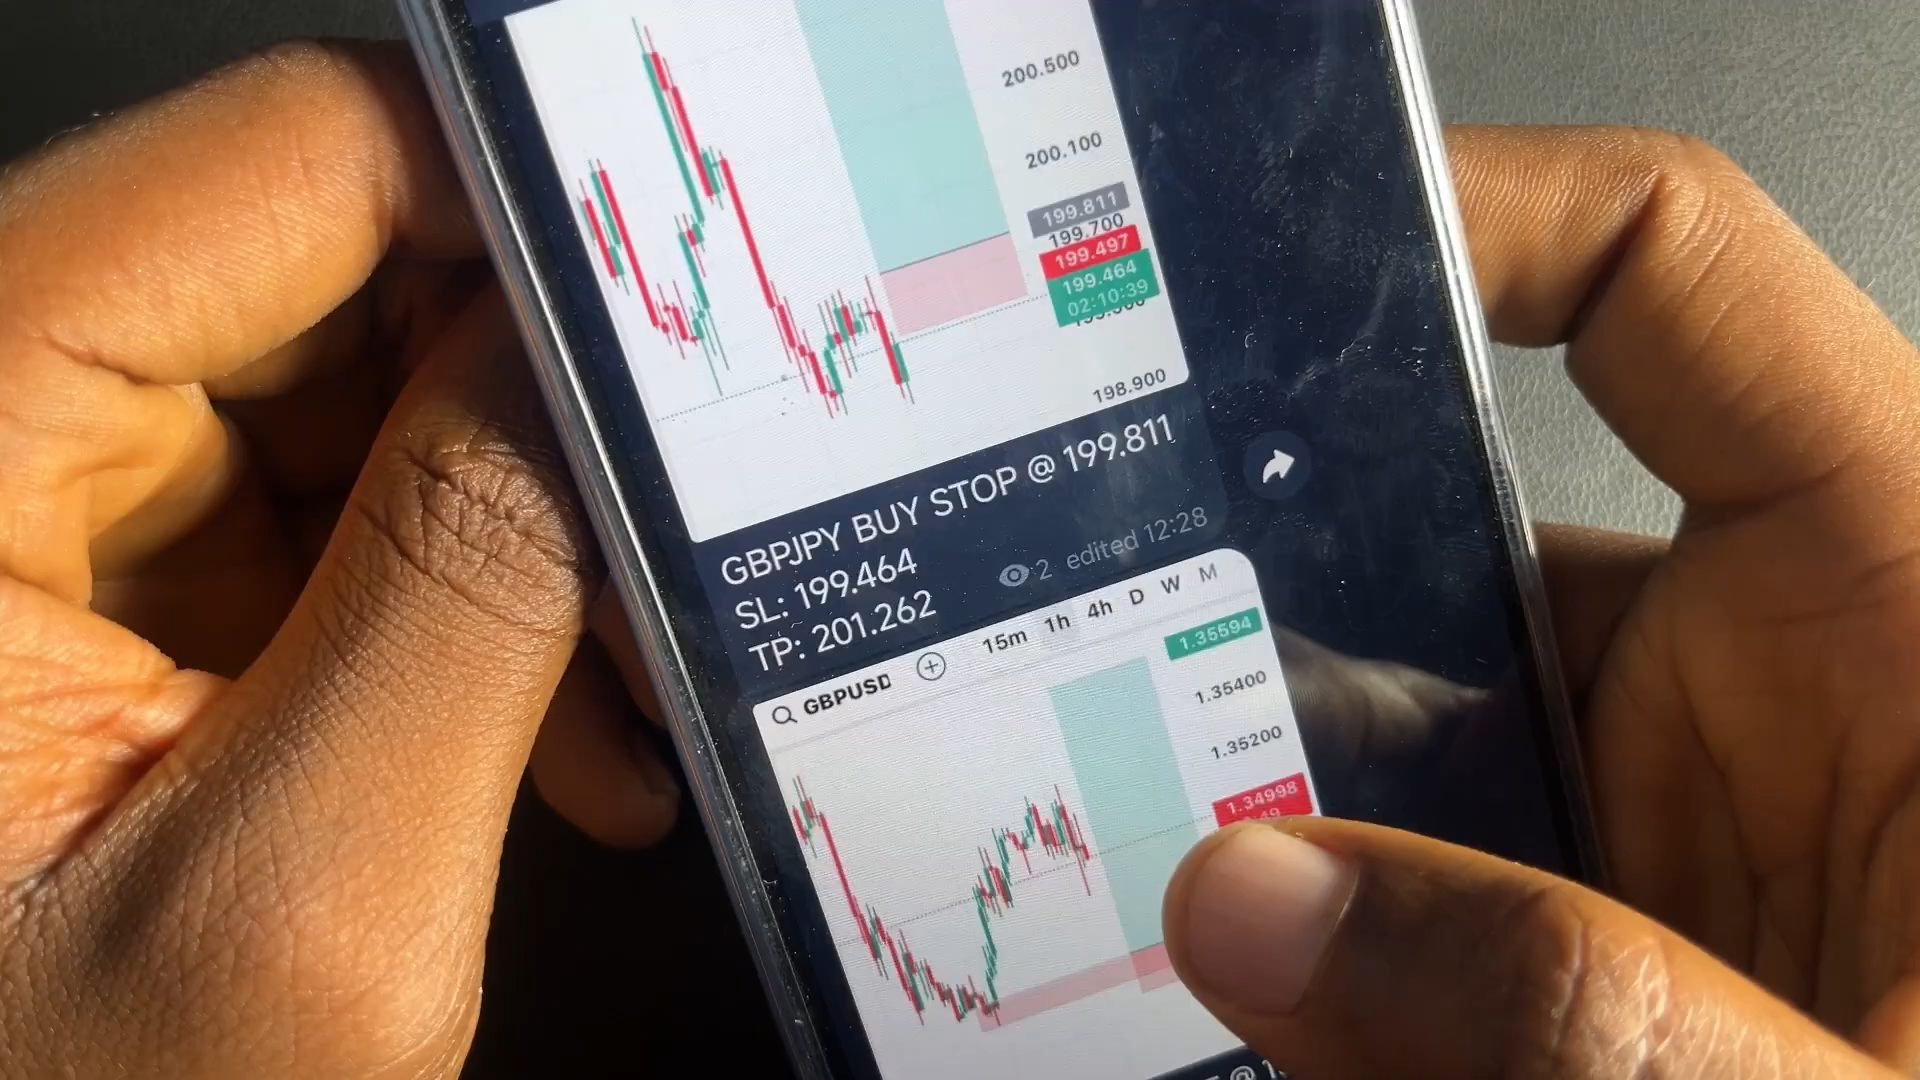 200.500
200.100
199.811
199.700
199.497
199.464
02:10:39
198.900
GBPJPY BUY STOP @ 199.811
SL: 199.464
TP: 201.262
2 edited 12:28
GBPUSD
15m 1h 4h D W M
1.35594
1.35400
1.35200
1.34998